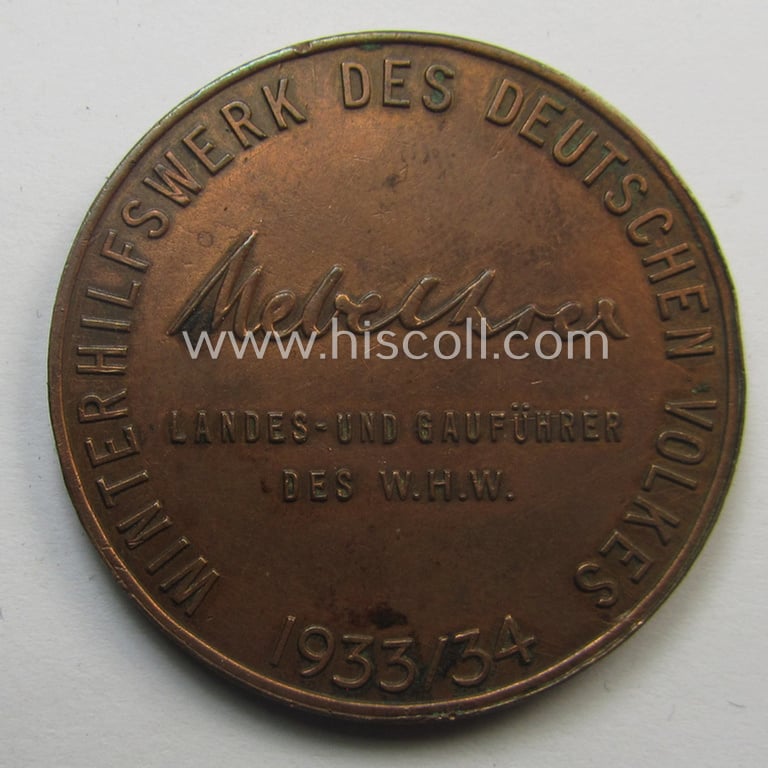 WINTERHILFSWERK DES DEUTSCHEN VOLKES
www.hiscoll.com
LANDES-UND GAUFÜHRER
DES W.H.W.
1933/34